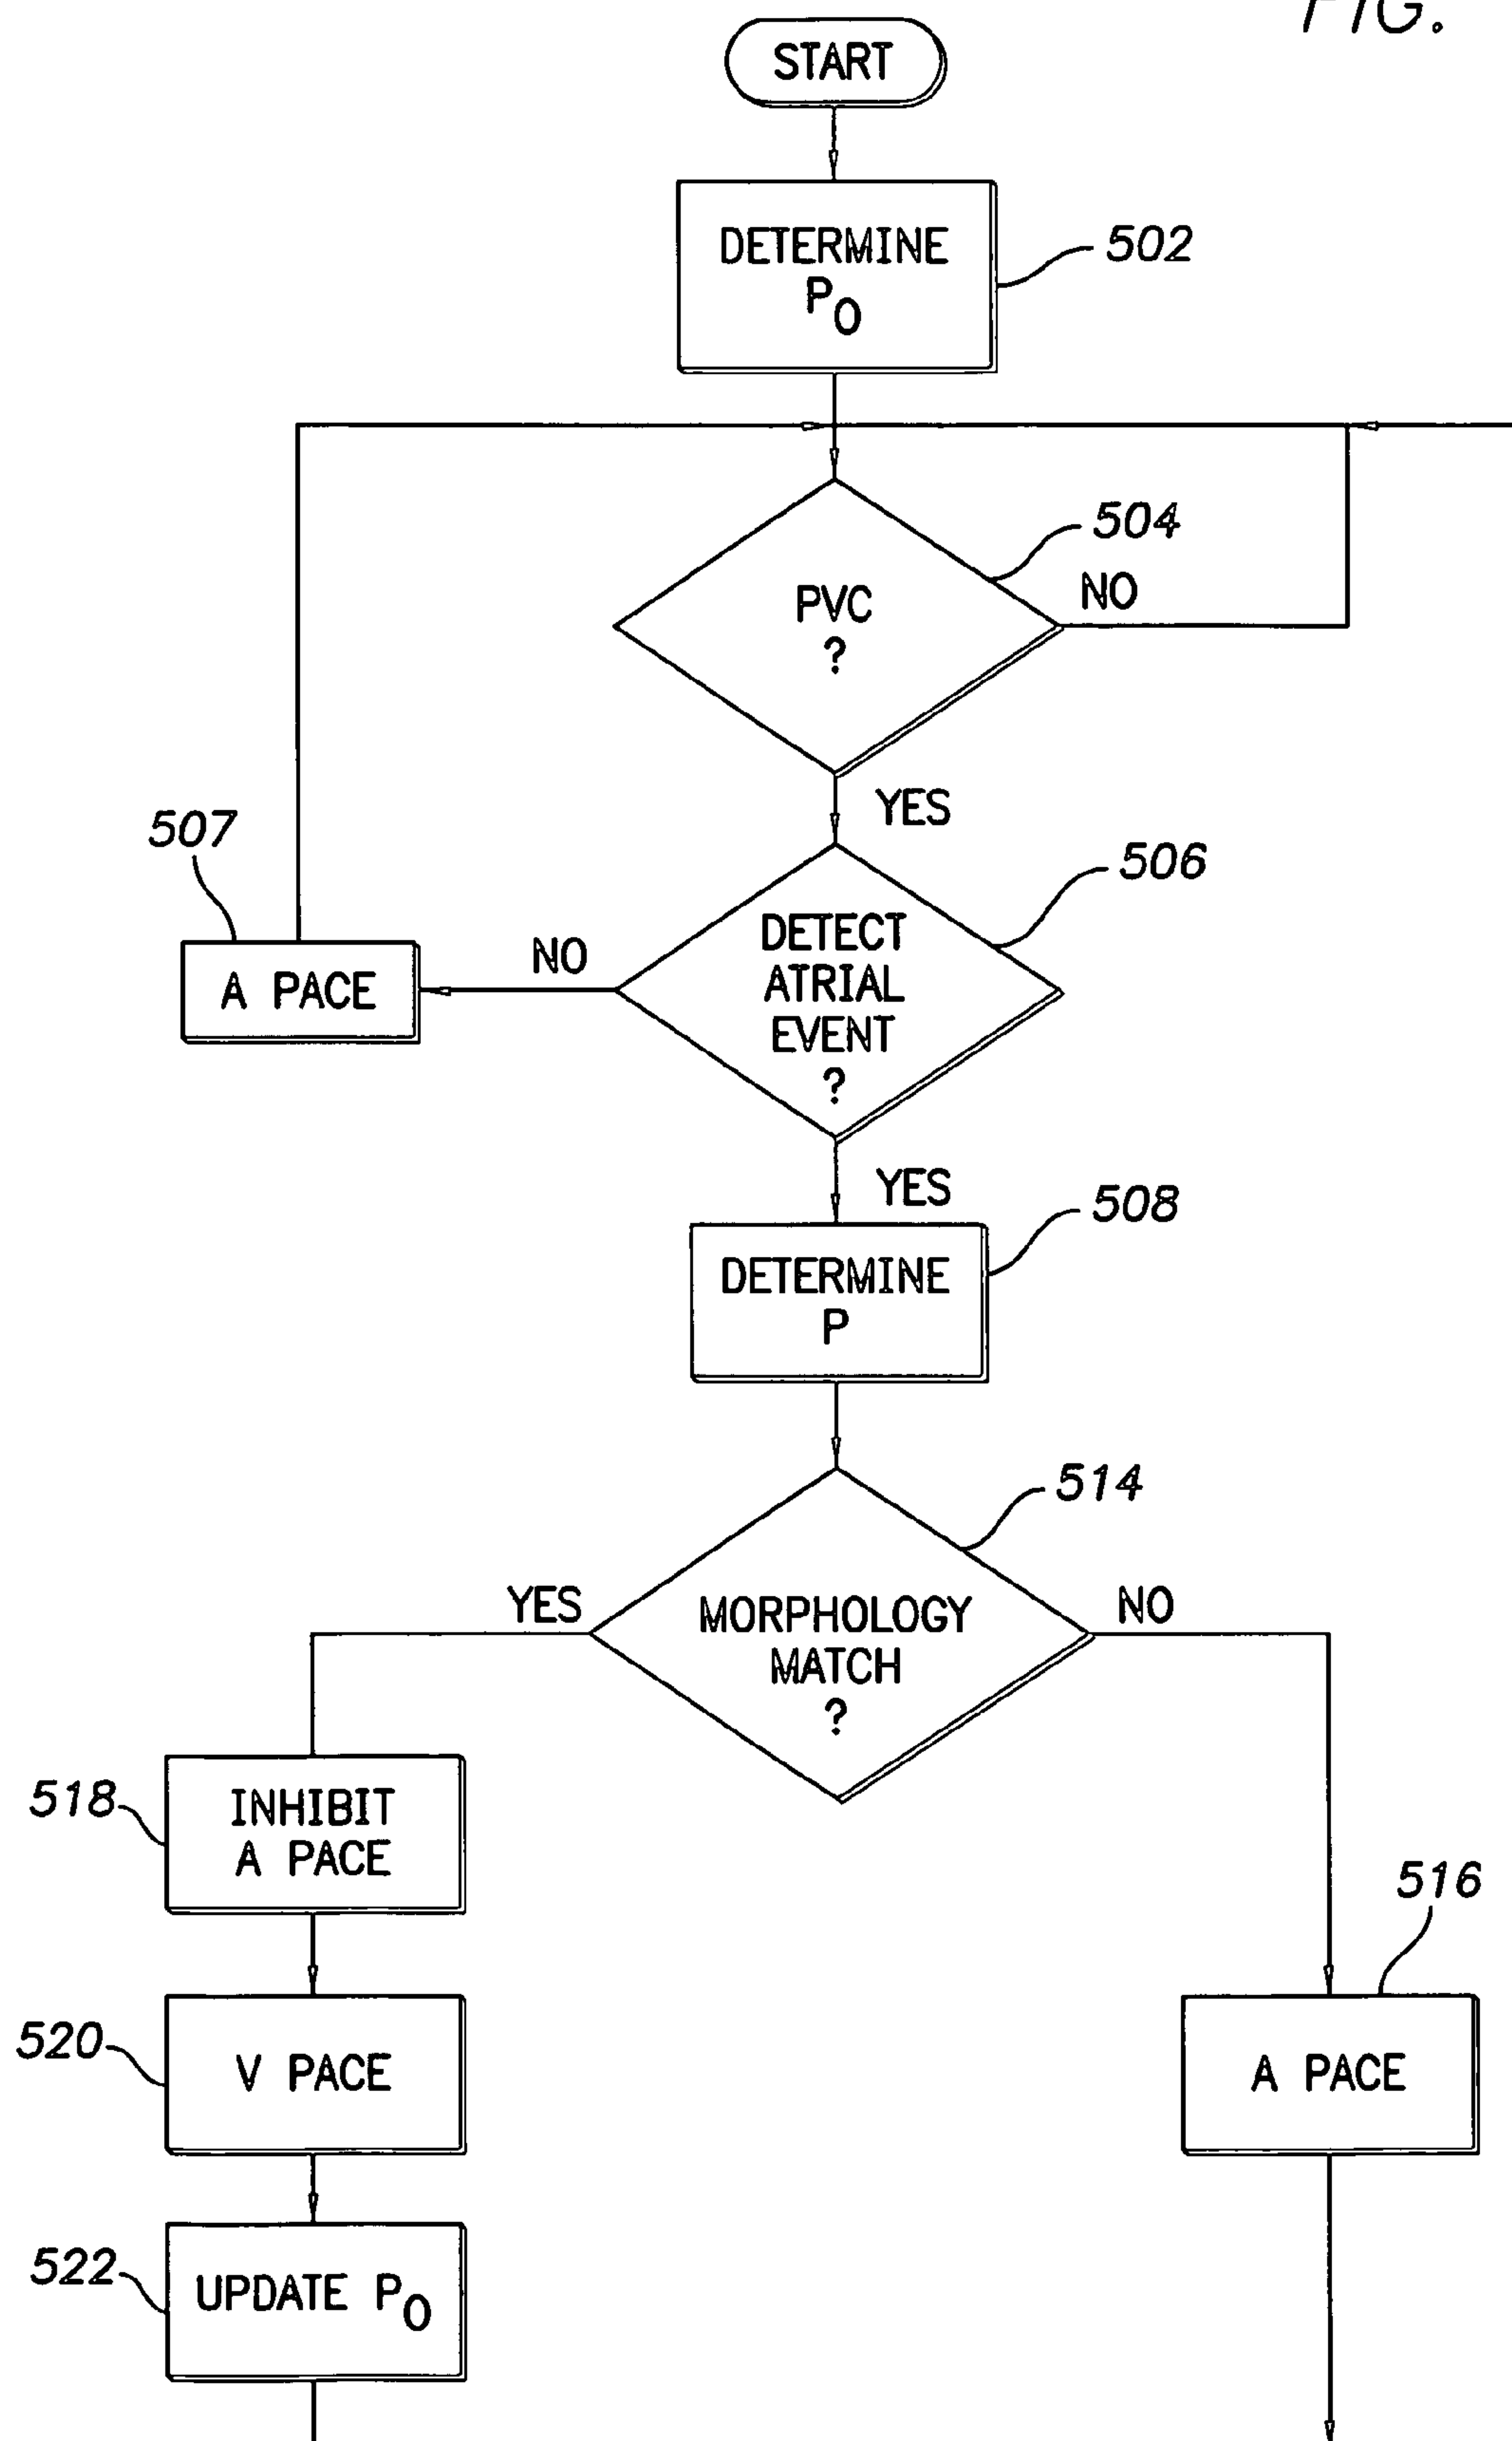 FIG.
START
DETERMINE
P0
502
504
PVC
?
NO
YES
507
506
DETECT
ATRIAL
EVENT
?
NO
A PACE
YES
508
DETERMINE
P
514
YES
MORPHOLOGY
MATCH
?
NO
518
INHIBIT
A PACE
516
520
V PACE
A PACE
522
UPDATE P0